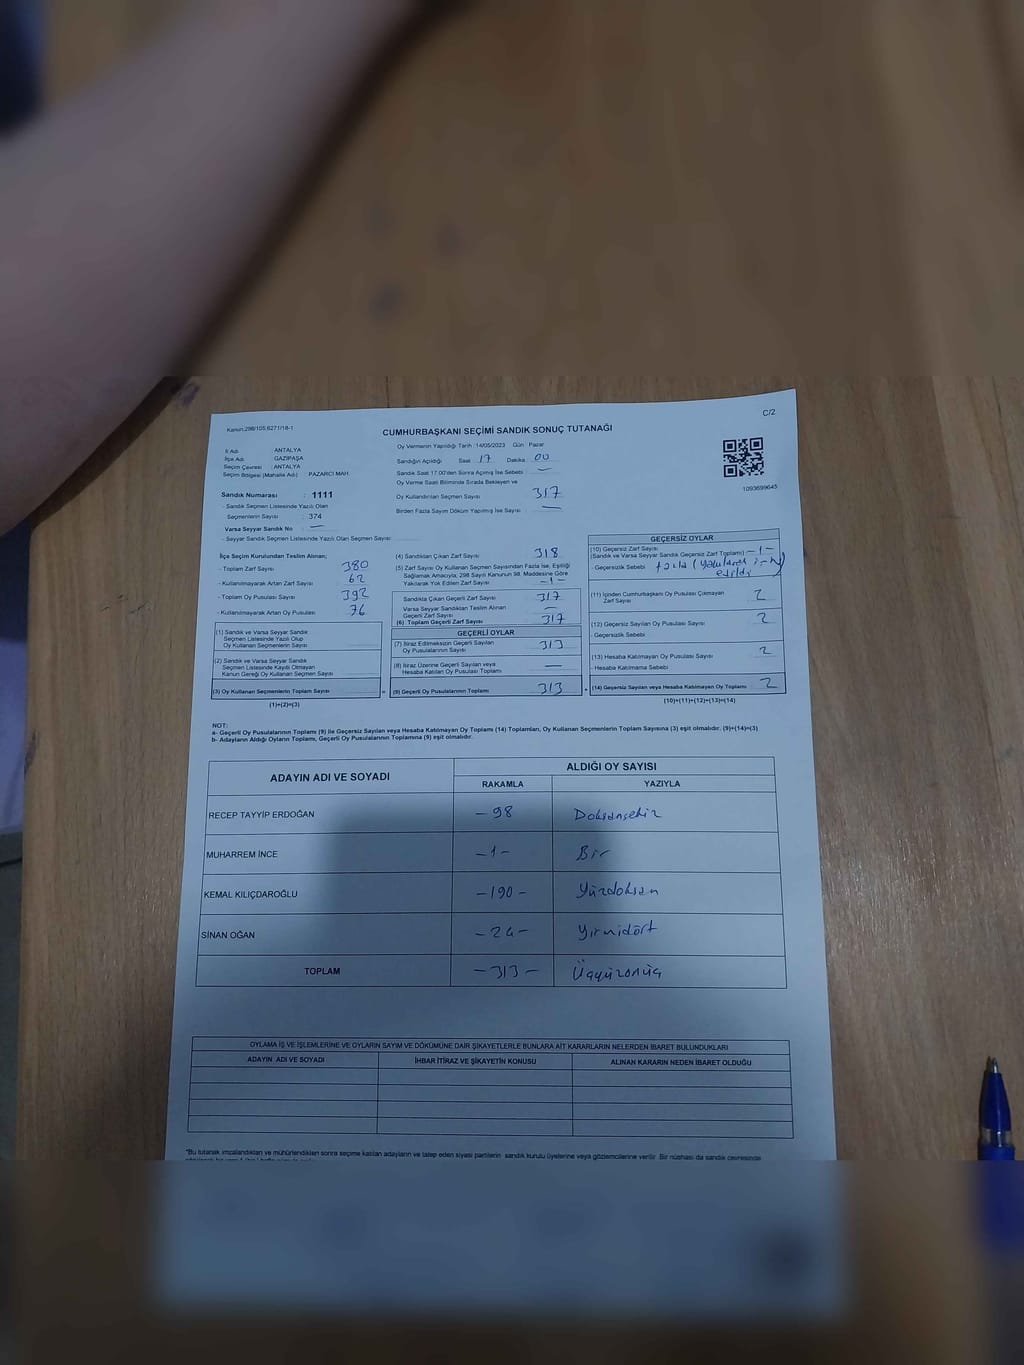 Kanun:298/105,6271/18-1
C/2
CUMHURBAŞKANI SEÇİMİ SANDIK SONUÇ TUTANAĞI
İl Adı : ANTALYA
İlçe Adı : GAZİPAŞA
Seçim Çevresi : ANTALYA
Seçim Bölgesi (Mahalle Adı) : PAZARCI MAH.
Sandık Numarası : 1111
- Sandık Seçmen Listesinde Yazılı Olan
Seçmenlerin Sayısı : 374
Varsa Seyyar Sandık No : —
- Seyyar Sandık Seçmen Listesinde Yazılı Olan Seçmen Sayısı:
Oy Vermenin Yapıldığı Tarih :14/05/2023 Gün : Pazar
Sandığın Açıldığı Saat 17 Dakika 00
Sandık Saat 17.00'den Sonra Açılmış İse Sebebi : —
Oy Verme Saati Bitiminde Sırada Bekleyen ve
Oy Kullandırılan Seçmen Sayısı 317
Birden Fazla Sayım Döküm Yapılmış İse Sayısı : —
1093699645
İlçe Seçim Kurulundan Teslim Alınan;
- Toplam Zarf Sayısı 380
- Kullanılmayarak Artan Zarf Sayısı 62
- Toplam Oy Pusulası Sayısı 392
- Kullanılmayarak Artan Oy Pusulası 76
(1) Sandık ve Varsa Seyyar Sandık
Seçmen Listesinde Yazılı Olup
Oy Kullanan Seçmenlerin Sayısı
(2) Sandık ve Varsa Seyyar Sandık
Seçmen Listesinde Kayıtlı Olmayan
Kanun Gereği Oy Kullanan Seçmen Sayısı
(3) Oy Kullanan Seçmenlerin Toplam Sayısı
(1)+(2)=(3)
=
(4) Sandıktan Çıkan Zarf Sayısı 318
(5) Zarf Sayısı Oy Kullanan Seçmen Sayısından Fazla İse, Eşitliği
Sağlamak Amacıyla, 298 Sayılı Kanunun 98. Maddesine Göre
Yakılarak Yok Edilen Zarf Sayısı -1-
Sandıkta Çıkan Geçerli Zarf Sayısı 317
Varsa Seyyar Sandıktan Teslim Alınan
Geçerli Zarf Sayısı —
(6) Toplam Geçerli Zarf Sayısı 317
GEÇERLİ OYLAR
(7) İtiraz Edilmeksizin Geçerli Sayılan
Oy Pusulalarının Sayısı 313
(8) İtiraz Üzerine Geçerli Sayılan veya
Hesaba Katılan Oy Pusulası Toplamı —
(9) Geçerli Oy Pusulalarının Toplamı 313
+
GEÇERSİZ OYLAR
(10) Geçersiz Zarf Sayısı
(Sandık ve Varsa Seyyar Sandık Geçersiz Zarf Toplamı) -1-
- Geçersizlik Sebebi fazla (yakılarak
edildi
(11) İçinden Cumhurbaşkanı Oy Pusulası Çıkmayan
Zarf Sayısı 2
(12) Geçersiz Sayılan Oy Pusulası Sayısı 2
- Geçersizlik Sebebi
(13) Hesaba Katılmayan Oy Pusulası Sayısı 2
- Hesaba Katılmama Sebebi
(14) Geçersiz Sayılan veya Hesaba Katılmayan Oy Toplamı 2
(10)+(11)+(12)+(13)=(14)
NOT:
a- Geçerli Oy Pusulalarının Toplamı (9) ile Geçersiz Sayılan veya Hesaba Katılmayan Oy Toplamı (14) Toplamları, Oy Kullanan Seçmenlerin Toplam Sayısına (3) eşit olmalıdır. (9)+(14)=(3)
b- Adayların Aldığı Oyların Toplamı, Geçerli Oy Pusulalarının Toplamına (9) eşit olmalıdır.
ADAYIN ADI VE SOYADI ALDIĞI OY SAYISI
RAKAMLA YAZIYLA
RECEP TAYYİP ERDOĞAN -98 Doksansekiz
MUHARREM İNCE -1- Bir
KEMAL KILIÇDAROĞLU -190- Yüzdoksan
SİNAN OĞAN -24- Yirmidört
TOPLAM -313- Üçyüzonüç
OYLAMA İŞ VE İŞLEMLERİNE VE OYLARIN SAYIM VE DÖKÜMÜNE DAİR ŞİKAYETLERLE BUNLARA AİT KARARLARIN NELERDEN İBARET BULUNDUKLARI
ADAYIN ADI VE SOYADI İHBAR İTİRAZ VE ŞİKAYETİN KONUSU ALINAN KARARIN NEDEN İBARET OLDUĞU
*Bu tutanak imzalandıktan ve mühürlendikten sonra seçime katılan adayların ve talep eden siyasi partilerin sandık kurulu üyelerine veya gözlemcilerine verilir. Bir nüshası da sandık çevresinde